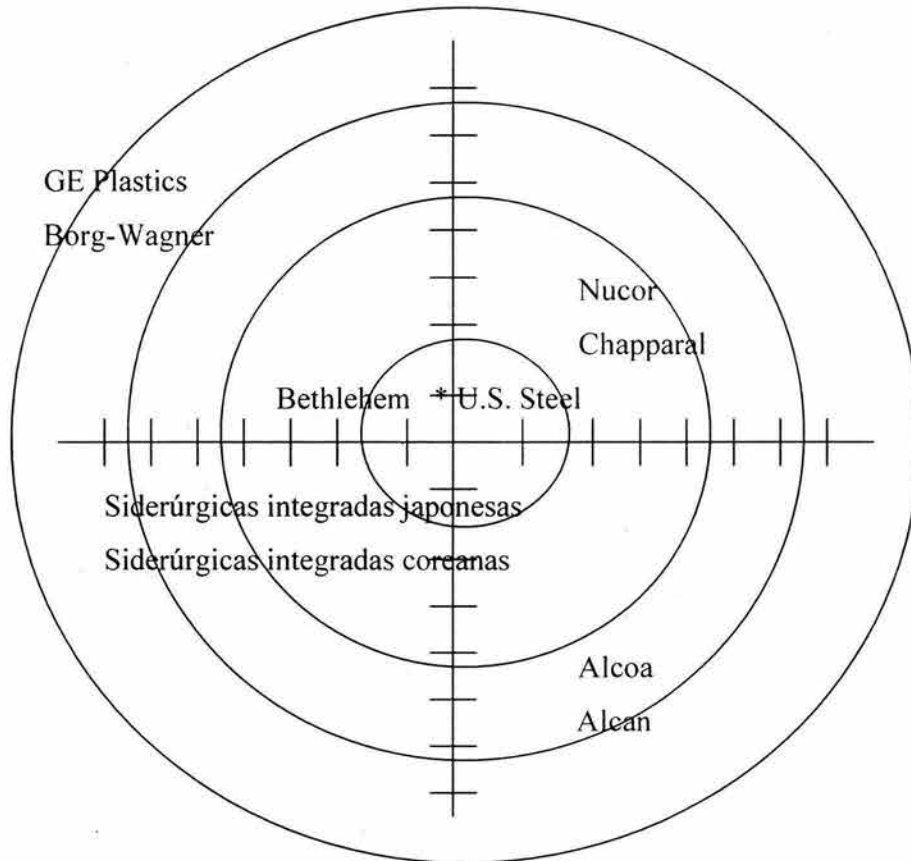 GE Plastics
Borg-Wagner
Nucor
Chapparal
Bethlehem * U.S. Steel
Siderúrgicas integradas japonesas
Siderúrgicas integradas coreanas
Alcoa
Alcan